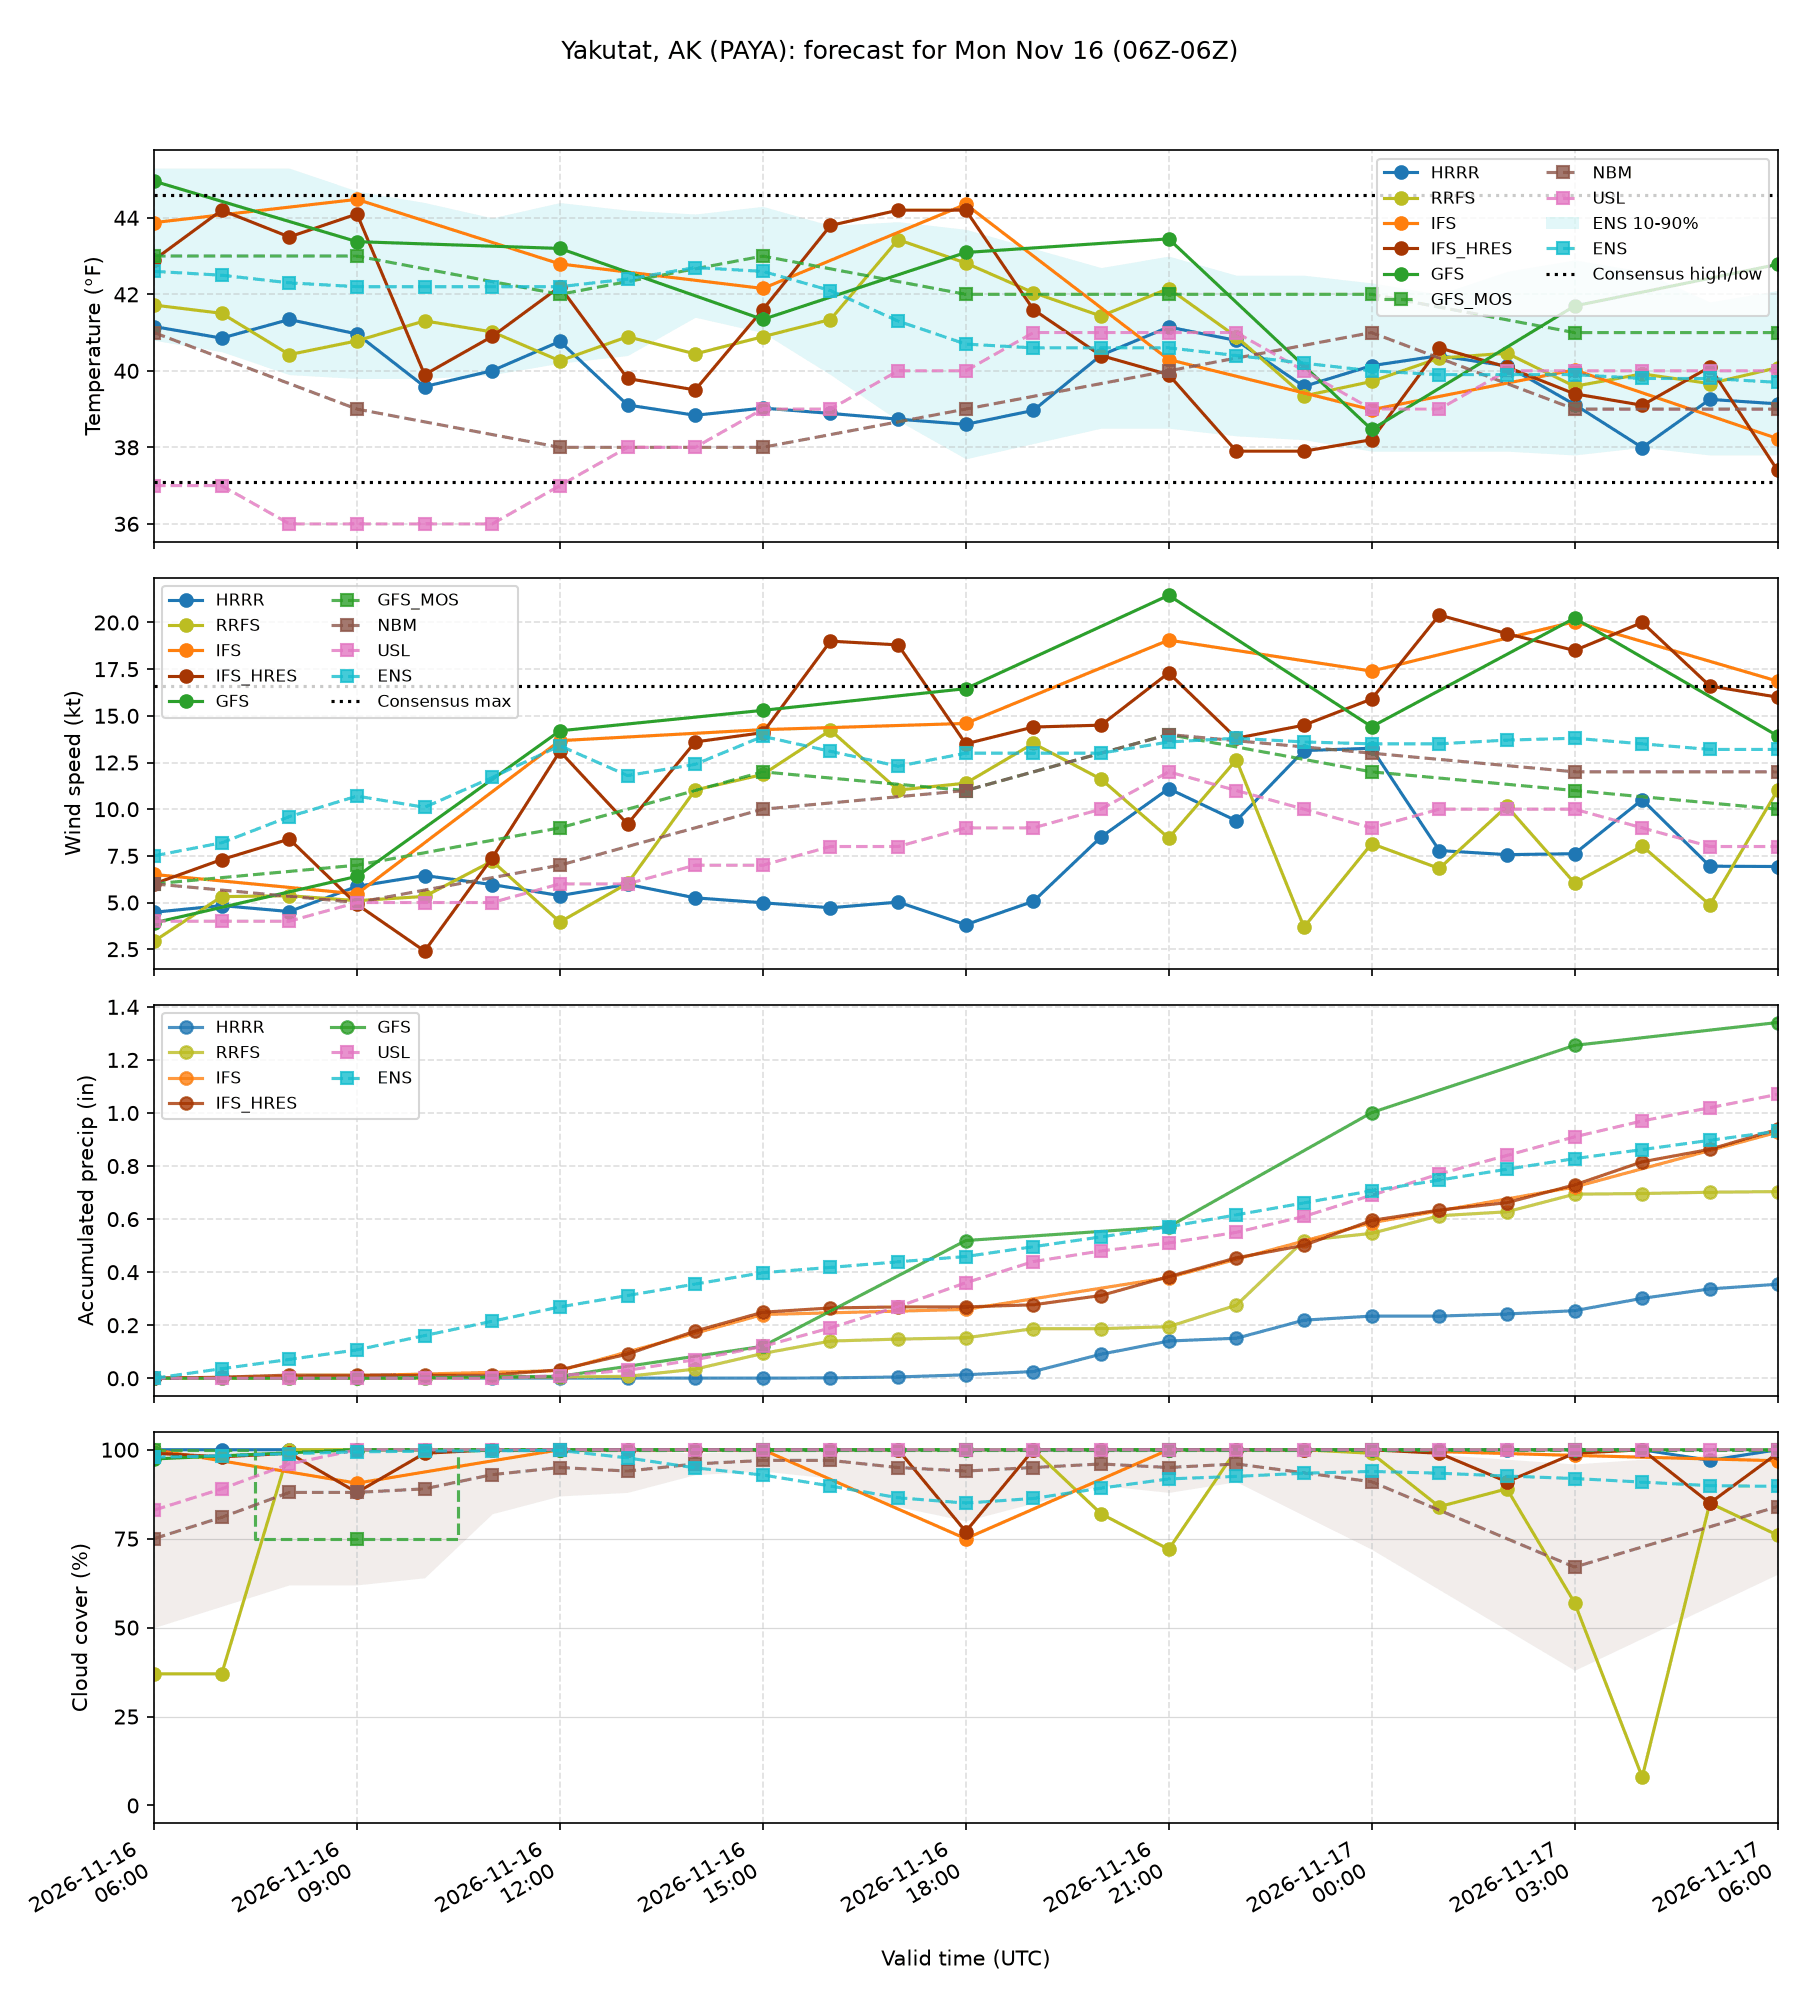 Yakutat, AK (PAYA): forecast for Mon Nov 16 (06Z-06Z)
Temperature (°F)
44
42
40
38
36
HRRR
RRFS
IFS
IFS_HRES
GFS
GFS_MOS
NBM
USL
ENS 10-90%
ENS
Consensus high/low
Wind speed (kt)
20.0
17.5
15.0
12.5
10.0
7.5
5.0
2.5
HRRR
RRFS
IFS
IFS_HRES
GFS
GFS_MOS
NBM
USL
ENS
Consensus max
Accumulated precip (in)
1.4
1.2
1.0
0.8
0.6
0.4
0.2
0.0
HRRR
RRFS
IFS
IFS_HRES
GFS
USL
ENS
Cloud cover (%)
100
75
50
25
0
2026-11-16
06:00
2026-11-16
09:00
2026-11-16
12:00
2026-11-16
15:00
2026-11-16
18:00
2026-11-16
21:00
2026-11-17
00:00
2026-11-17
03:00
2026-11-17
06:00
Valid time (UTC)